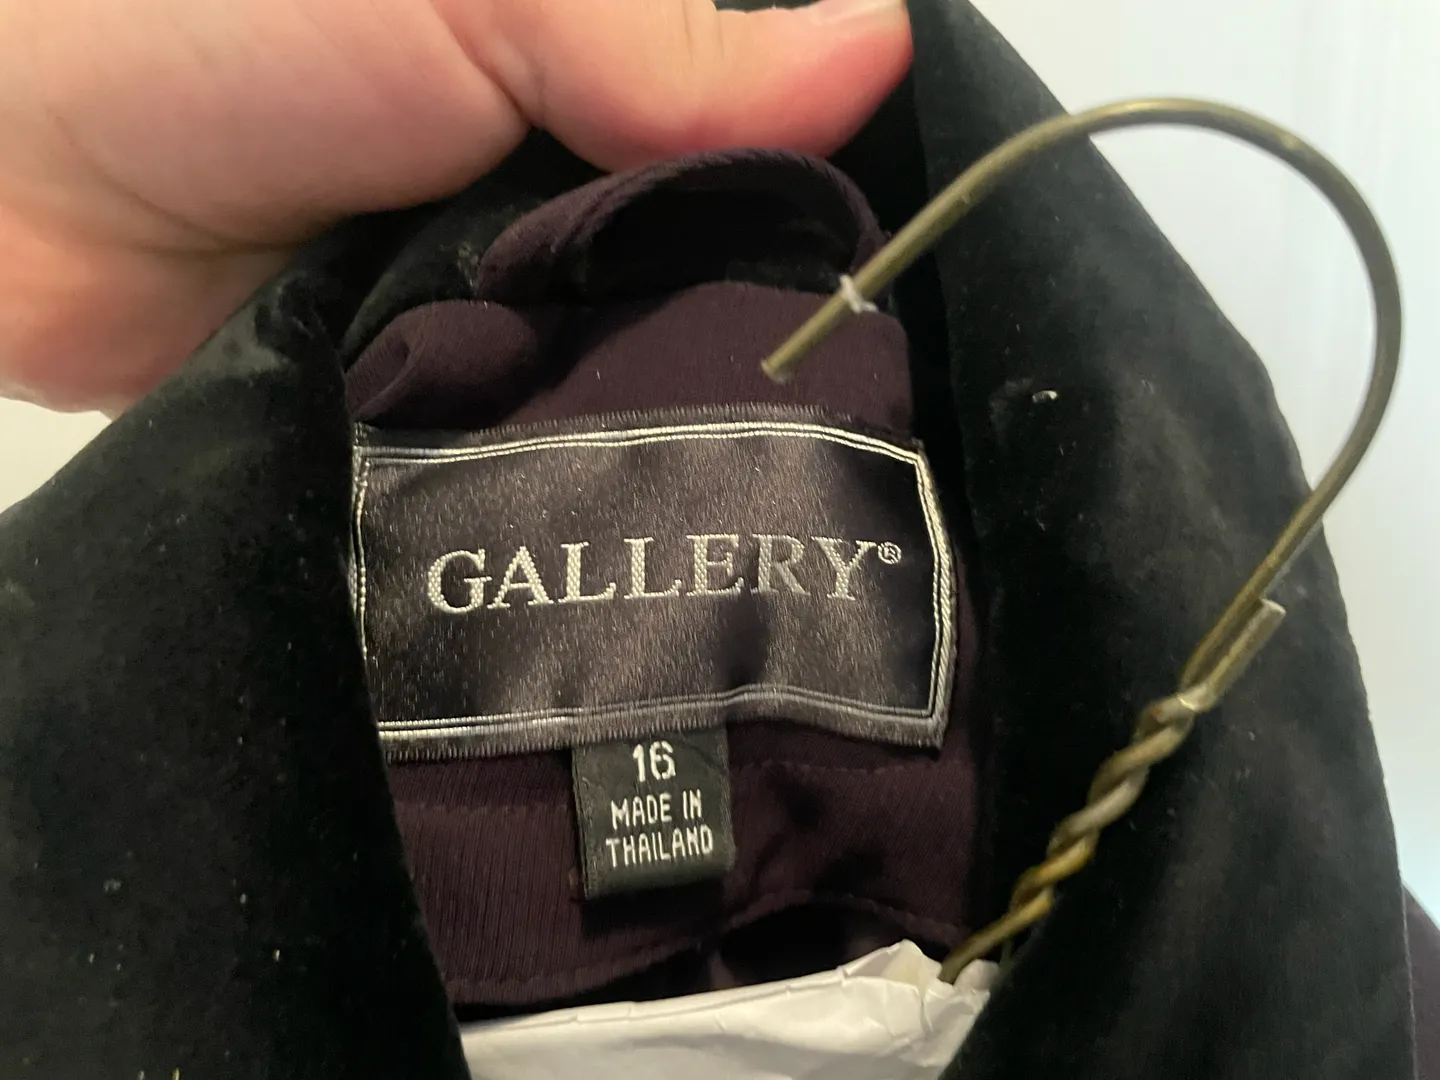 GALLERY®
16
MADE IN
THAILAND